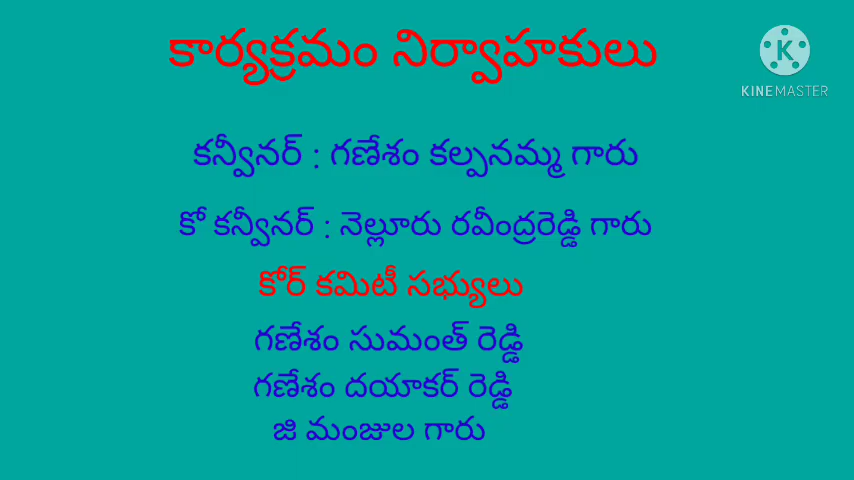 కార్యక్రమం నిర్వాహకులు
KINEMASTER
కన్వీనర్ : గణేశం కల్పనమ్మ గారు
కో కన్వీనర్ : నెల్లూరు రవీంద్రరెడ్డి గారు
కోర్ కమిటీ సభ్యులు
గణేశం సుమంత్ రెడ్డి
గణేశం దయాకర్ రెడ్డి
జి మంజుల గారు